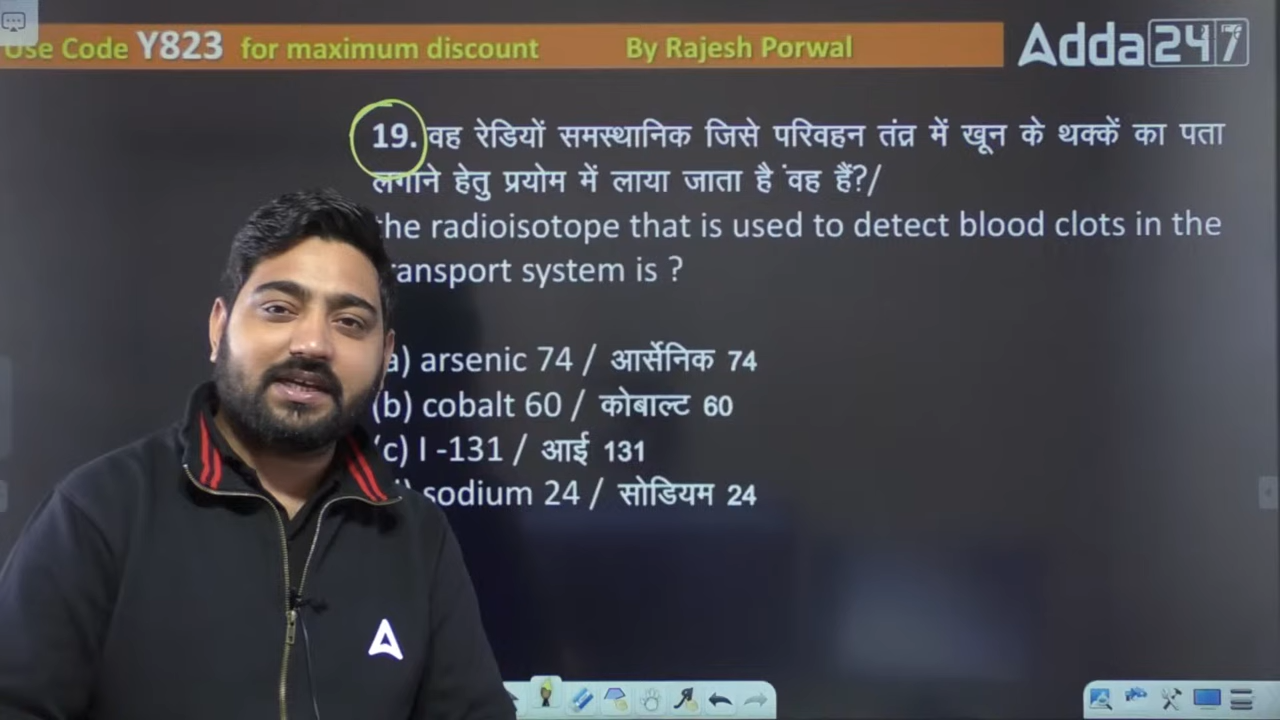 Use Code Y823 for maximum discount By Rajesh Porwal
Adda247
19. वह रेडियों समस्थानिक जिसे परिवहन तंत्र में खून के थक्कें का पता
लगाने हेतु प्रयोम में लाया जाता है वह हैं?/
the radioisotope that is used to detect blood clots in the
transport system is ?
a) arsenic 74 / आर्सेनिक 74
(b) cobalt 60 / कोबाल्ट 60
(c) I -131 / आई 131
) sodium 24 / सोडियम 24